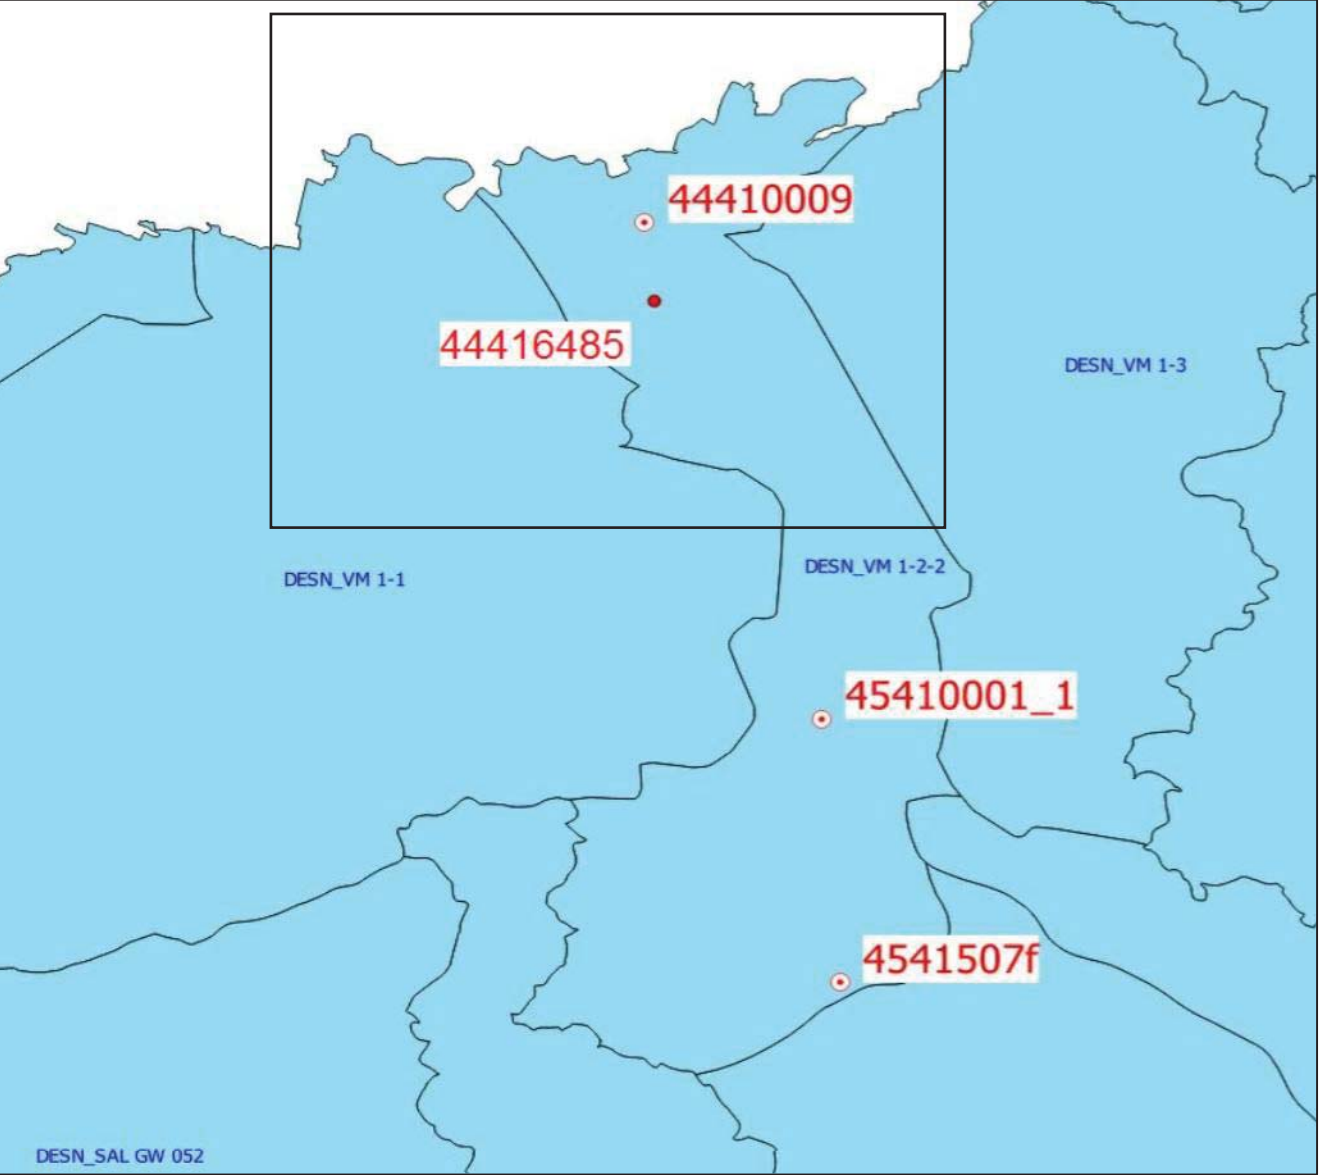 44410009
44416485
DESN_VM 1-3
DESN_VM 1-2-2
DESN_VM 1-1
45410001_1
4541507f
DESN_SAL GW 052